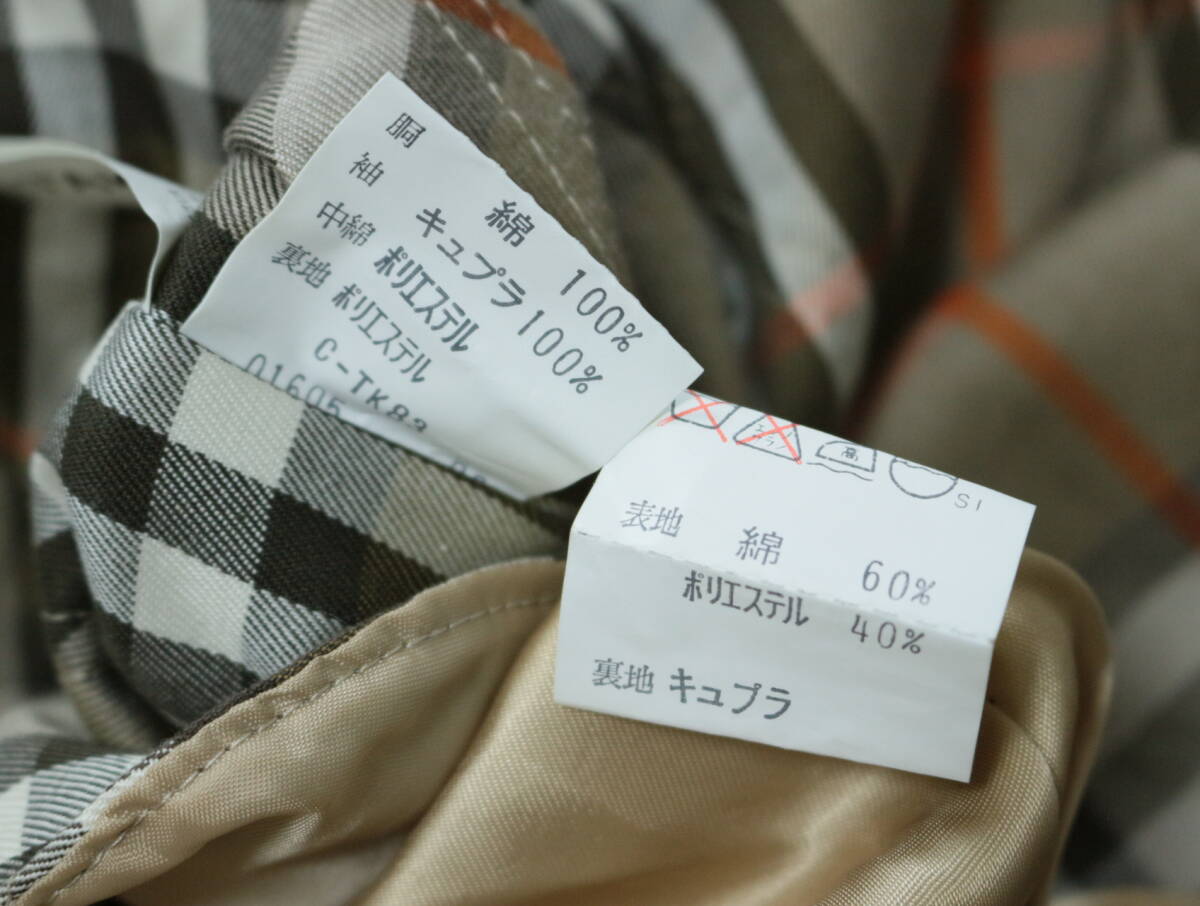 胴 綿 100%
袖 キュプラ 100%
中綿 ポリエステル
裏地 ポリエステル
高
SI
表地 綿 60%
ポリエステル 40%
裏地 キュプラ